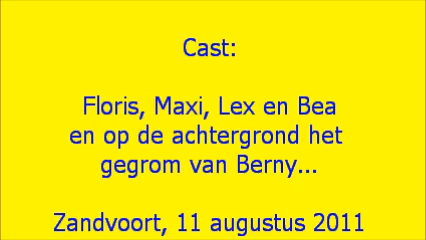 Cast:
Floris, Maxi, Lex en Bea
en op de achtergrond het
gegrom van Berny...
Zandvoort, 11 augustus 2011